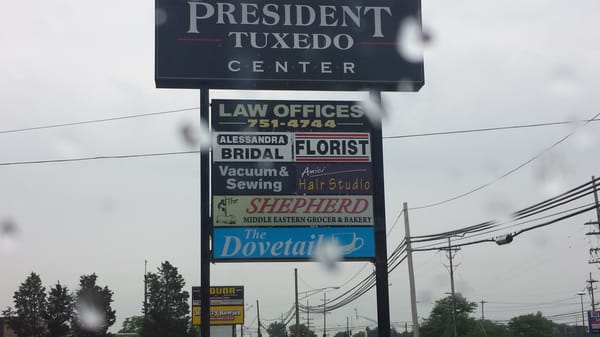 PRESIDENT
TUXEDO
CENTER
LAW OFFICES
751-4744
ALESSANDRA
BRIDAL
FLORIST
Vacuum &
Sewing
Amici
Hair Studio
The
SHEPHERD
MIDDLE EASTERN GROCER & BAKERY
The
Dovetail